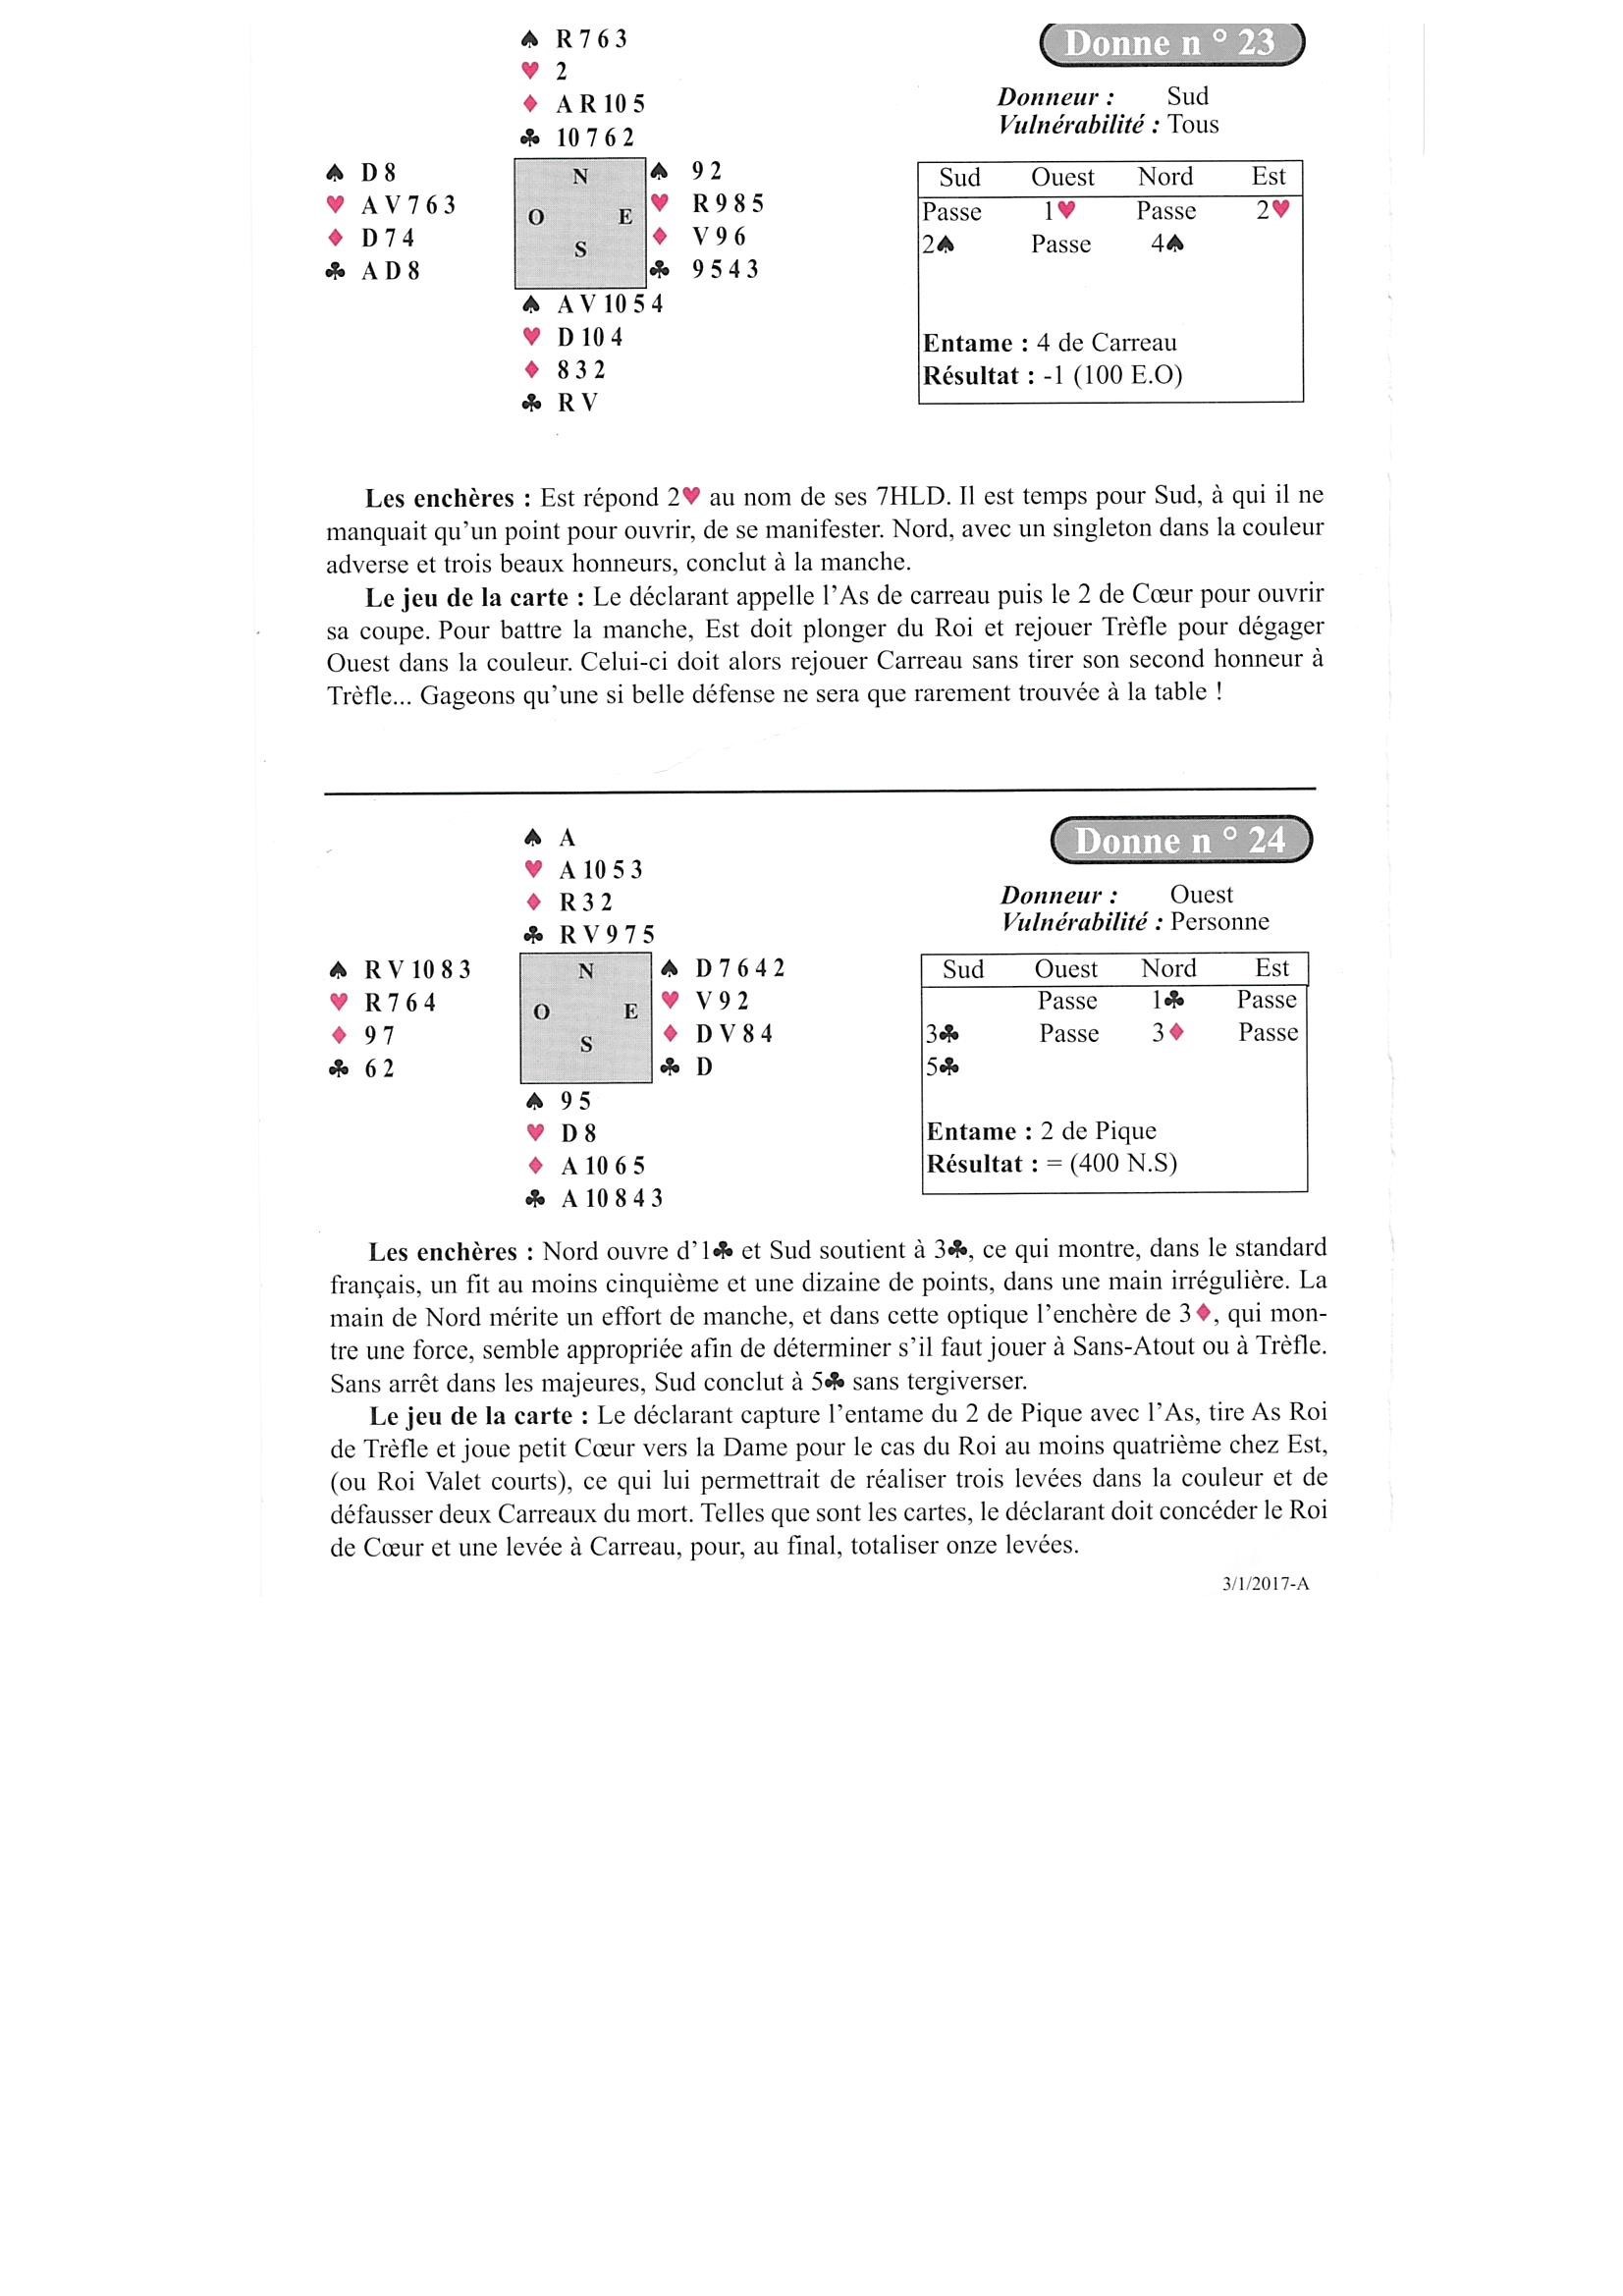 ♠ R 7 6 3
♥ 2
♦ A R 10 5
♣ 10 7 6 2
Donne n ° 23
Donneur : Sud
Vulnérabilité : Tous
♠ D 8
♥ A V 7 6 3
♦ D 7 4
♣ A D 8
N
O E
S
♠ 9 2
♥ R 9 8 5
♦ V 9 6
♣ 9 5 4 3
♠ A V 10 5 4
♥ D 10 4
♦ 8 3 2
♣ R V
Sud Ouest Nord Est
Passe 1♥ Passe 2♥
2♠ Passe 4♠
Entame : 4 de Carreau
Résultat : -1 (100 E.O)
Les enchères : Est répond 2♥ au nom de ses 7HLD. Il est temps pour Sud, à qui il ne
manquait qu'un point pour ouvrir, de se manifester. Nord, avec un singleton dans la couleur
adverse et trois beaux honneurs, conclut à la manche.
Le jeu de la carte : Le déclarant appelle l'As de carreau puis le 2 de Cœur pour ouvrir
sa coupe. Pour battre la manche, Est doit plonger du Roi et rejouer Trèfle pour dégager
Ouest dans la couleur. Celui-ci doit alors rejouer Carreau sans tirer son second honneur à
Trèfle... Gageons qu'une si belle défense ne sera que rarement trouvée à la table !
♠ A
♥ A 10 5 3
♦ R 3 2
♣ R V 9 7 5
Donne n ° 24
Donneur : Ouest
Vulnérabilité : Personne
♠ R V 10 8 3
♥ R 7 6 4
♦ 9 7
♣ 6 2
N
O E
S
♠ D 7 6 4 2
♥ V 9 2
♦ D V 8 4
♣ D
♠ 9 5
♥ D 8
♦ A 10 6 5
♣ A 10 8 4 3
Sud Ouest Nord Est
Passe 1♣ Passe
3♣ Passe 3♦ Passe
5♣
Entame : 2 de Pique
Résultat : = (400 N.S)
Les enchères : Nord ouvre d'1♣ et Sud soutient à 3♣, ce qui montre, dans le standard
français, un fit au moins cinquième et une dizaine de points, dans une main irrégulière. La
main de Nord mérite un effort de manche, et dans cette optique l'enchère de 3♦, qui mon-
tre une force, semble appropriée afin de déterminer s'il faut jouer à Sans-Atout ou à Trèfle.
Sans arrêt dans les majeures, Sud conclut à 5♣ sans tergiverser.
Le jeu de la carte : Le déclarant capture l'entame du 2 de Pique avec l'As, tire As Roi
de Trèfle et joue petit Cœur vers la Dame pour le cas du Roi au moins quatrième chez Est,
(ou Roi Valet courts), ce qui lui permettrait de réaliser trois levées dans la couleur et de
défausser deux Carreaux du mort. Telles que sont les cartes, le déclarant doit concéder le Roi
de Cœur et une levée à Carreau, pour, au final, totaliser onze levées.
3/1/2017-A